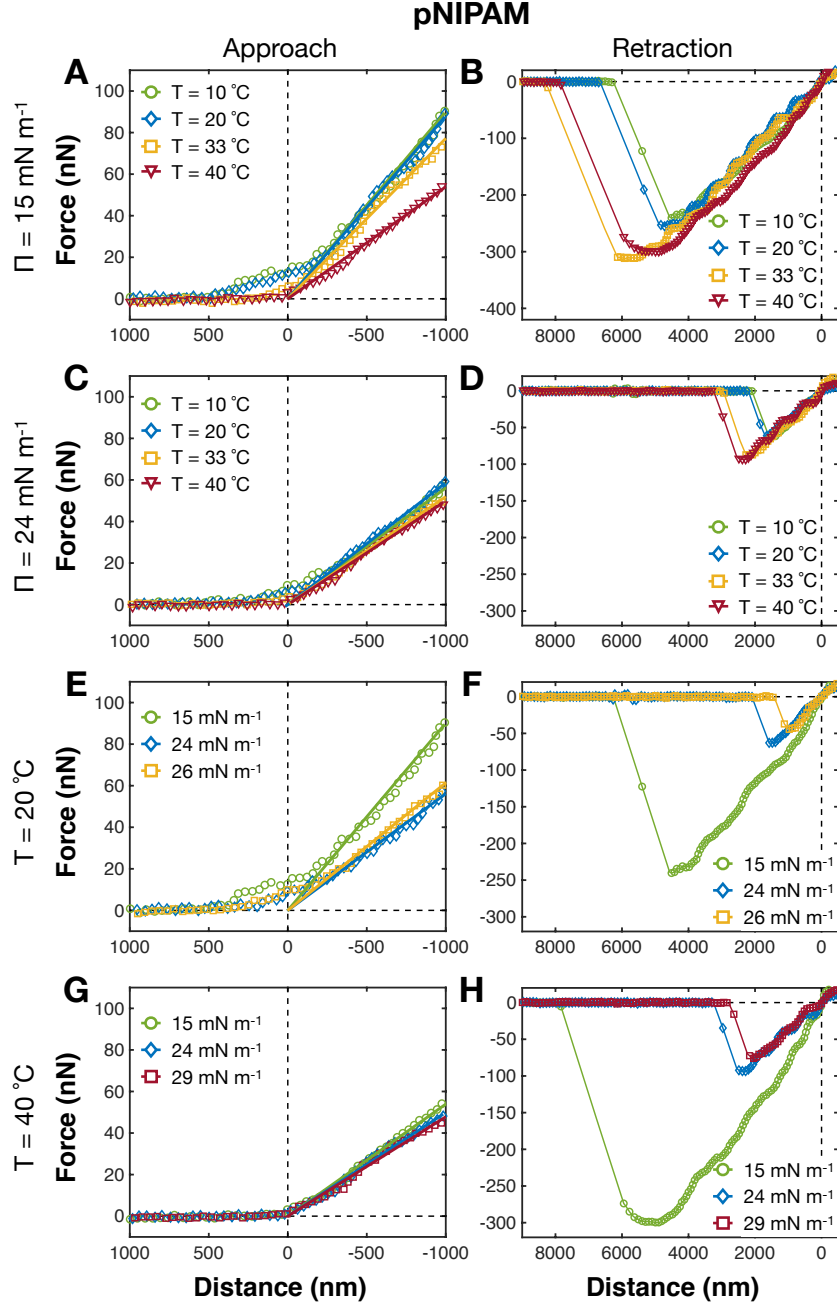 pNIPAM
Approach
Retraction
Π = 15 mN m⁻¹
Force (nN)
A
T = 10 °C
T = 20 °C
T = 33 °C
T = 40 °C
100
80
60
40
20
0
1000 500 0 -500 -1000
B
0
-100
-200
-300
-400
T = 10 °C
T = 20 °C
T = 33 °C
T = 40 °C
8000 6000 4000 2000 0
Π = 24 mN m⁻¹
Force (nN)
C
T = 10 °C
T = 20 °C
T = 33 °C
T = 40 °C
100
80
60
40
20
0
1000 500 0 -500 -1000
D
0
-50
-100
-150
-200
-250
-300
T = 10 °C
T = 20 °C
T = 33 °C
T = 40 °C
8000 6000 4000 2000 0
T = 20 °C
Force (nN)
E
15 mN m⁻¹
24 mN m⁻¹
26 mN m⁻¹
100
80
60
40
20
0
1000 500 0 -500 -1000
F
0
-50
-100
-150
-200
-250
-300
15 mN m⁻¹
24 mN m⁻¹
26 mN m⁻¹
8000 6000 4000 2000 0
T = 40 °C
Force (nN)
G
15 mN m⁻¹
24 mN m⁻¹
29 mN m⁻¹
100
80
60
40
20
0
1000 500 0 -500 -1000
Distance (nm)
H
0
-50
-100
-150
-200
-250
-300
15 mN m⁻¹
24 mN m⁻¹
29 mN m⁻¹
8000 6000 4000 2000 0
Distance (nm)